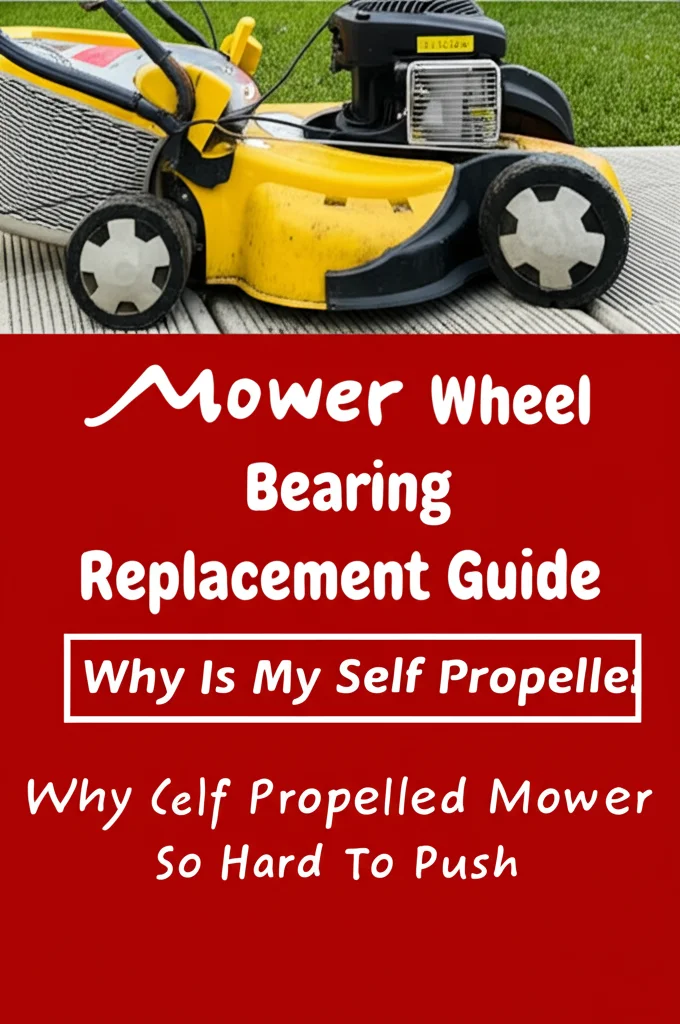 Mower Wheel
Bearing
Replacement Guide
Why Is My Self Propelle
Why Celf Propelled Mower
So Hard To Push